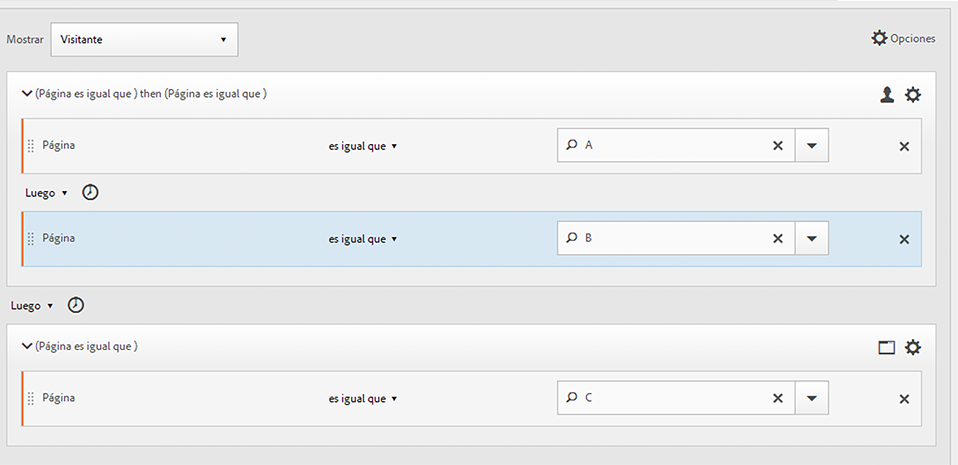 Mostrar Visitante Opciones
(Página es igual que ) then (Página es igual que )
Página es igual que A
Luego
Página es igual que B
Luego
(Página es igual que )
Página es igual que C